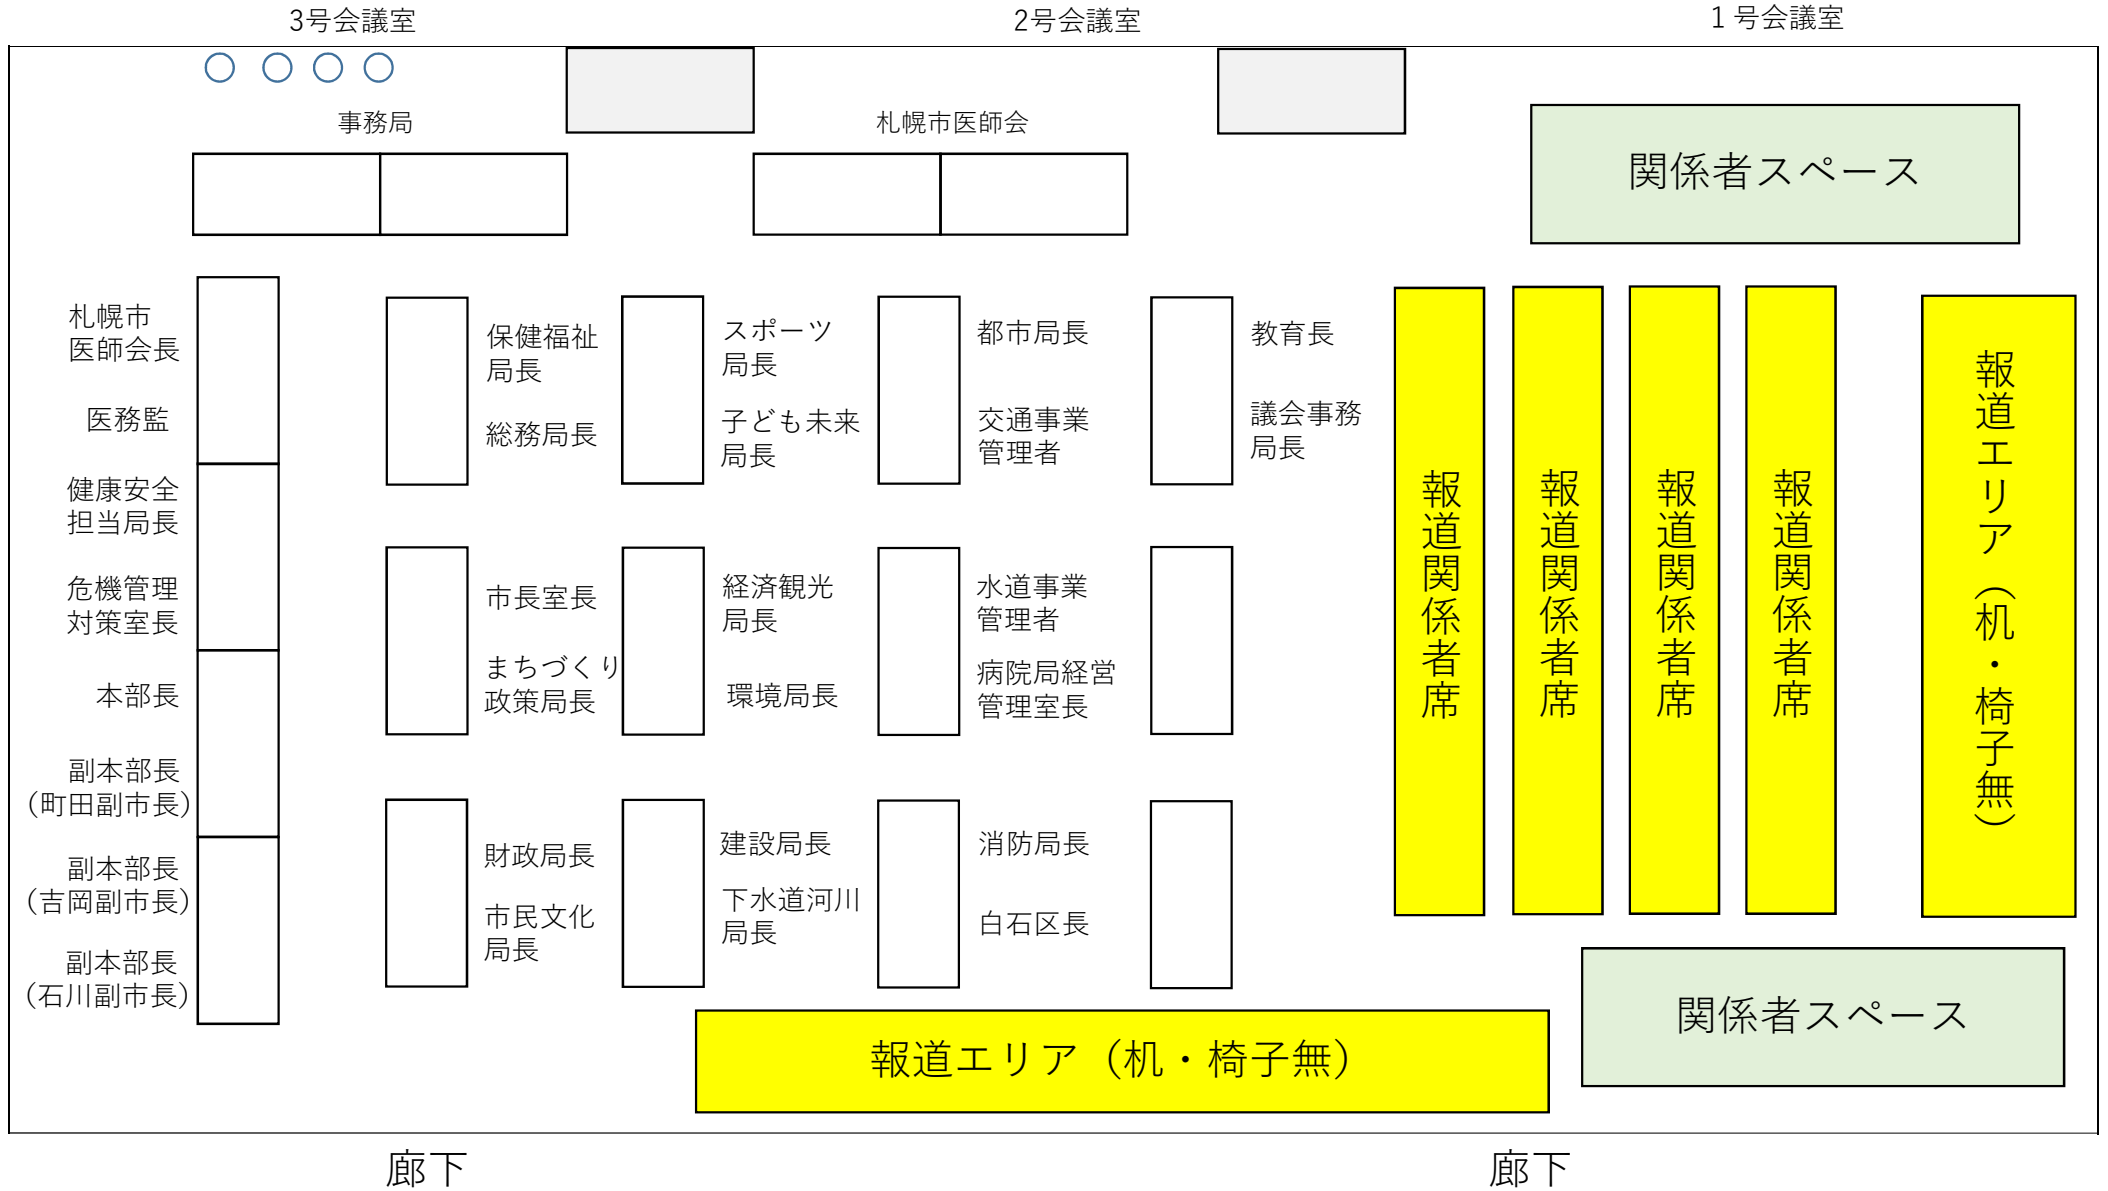 3号会議室
2号会議室
１号会議室
事務局
札幌市医師会
関係者スペース
札幌市
医師会長
医務監
健康安全
担当局長
危機管理
対策室長
本部長
副本部長
（町田副市長）
副本部長
（吉岡副市長）
副本部長
（石川副市長）
保健福祉
局長
総務局長
市長室長
まちづくり
政策局長
財政局長
市民文化
局長
スポーツ
局長
子ども未来
局長
経済観光
局長
環境局長
建設局長
下水道河川
局長
都市局長
交通事業
管理者
水道事業
管理者
病院局経営
管理室長
消防局長
白石区長
教育長
議会事務
局長
報道関係者席
報道関係者席
報道関係者席
報道関係者席
報道エリア（机・椅子無）
報道エリア（机・椅子無）
関係者スペース
廊下
廊下